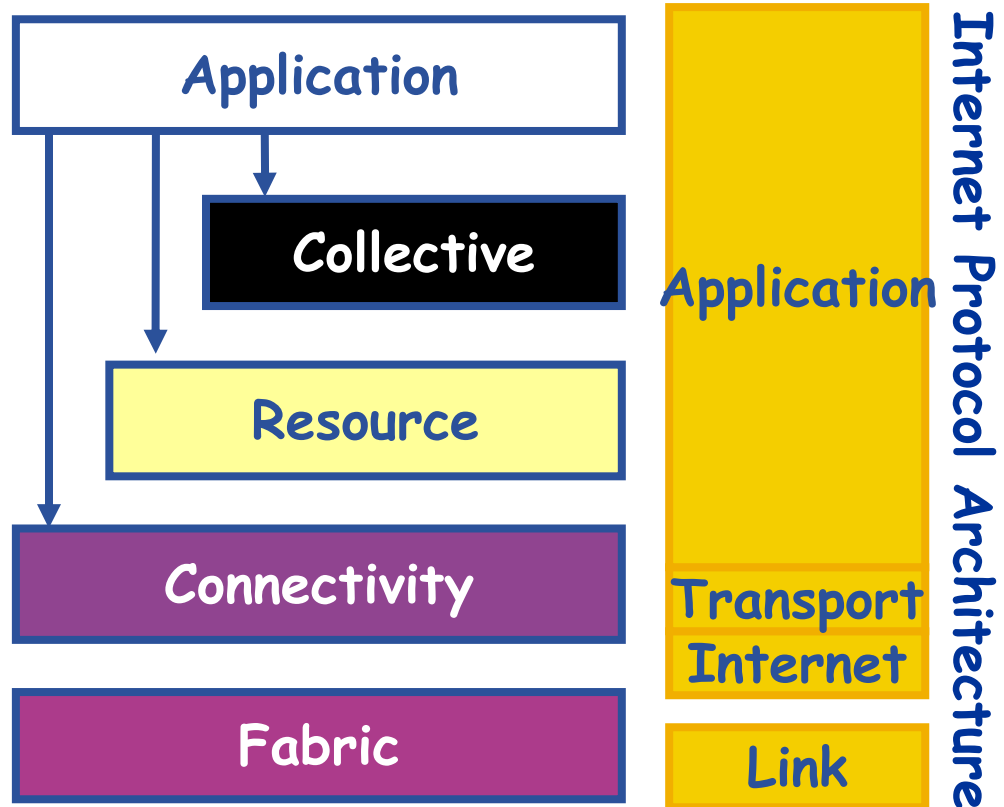 Application
Collective
Resource
Connectivity
Fabric
Application
Transport
Internet
Link
Internet Protocol Architecture